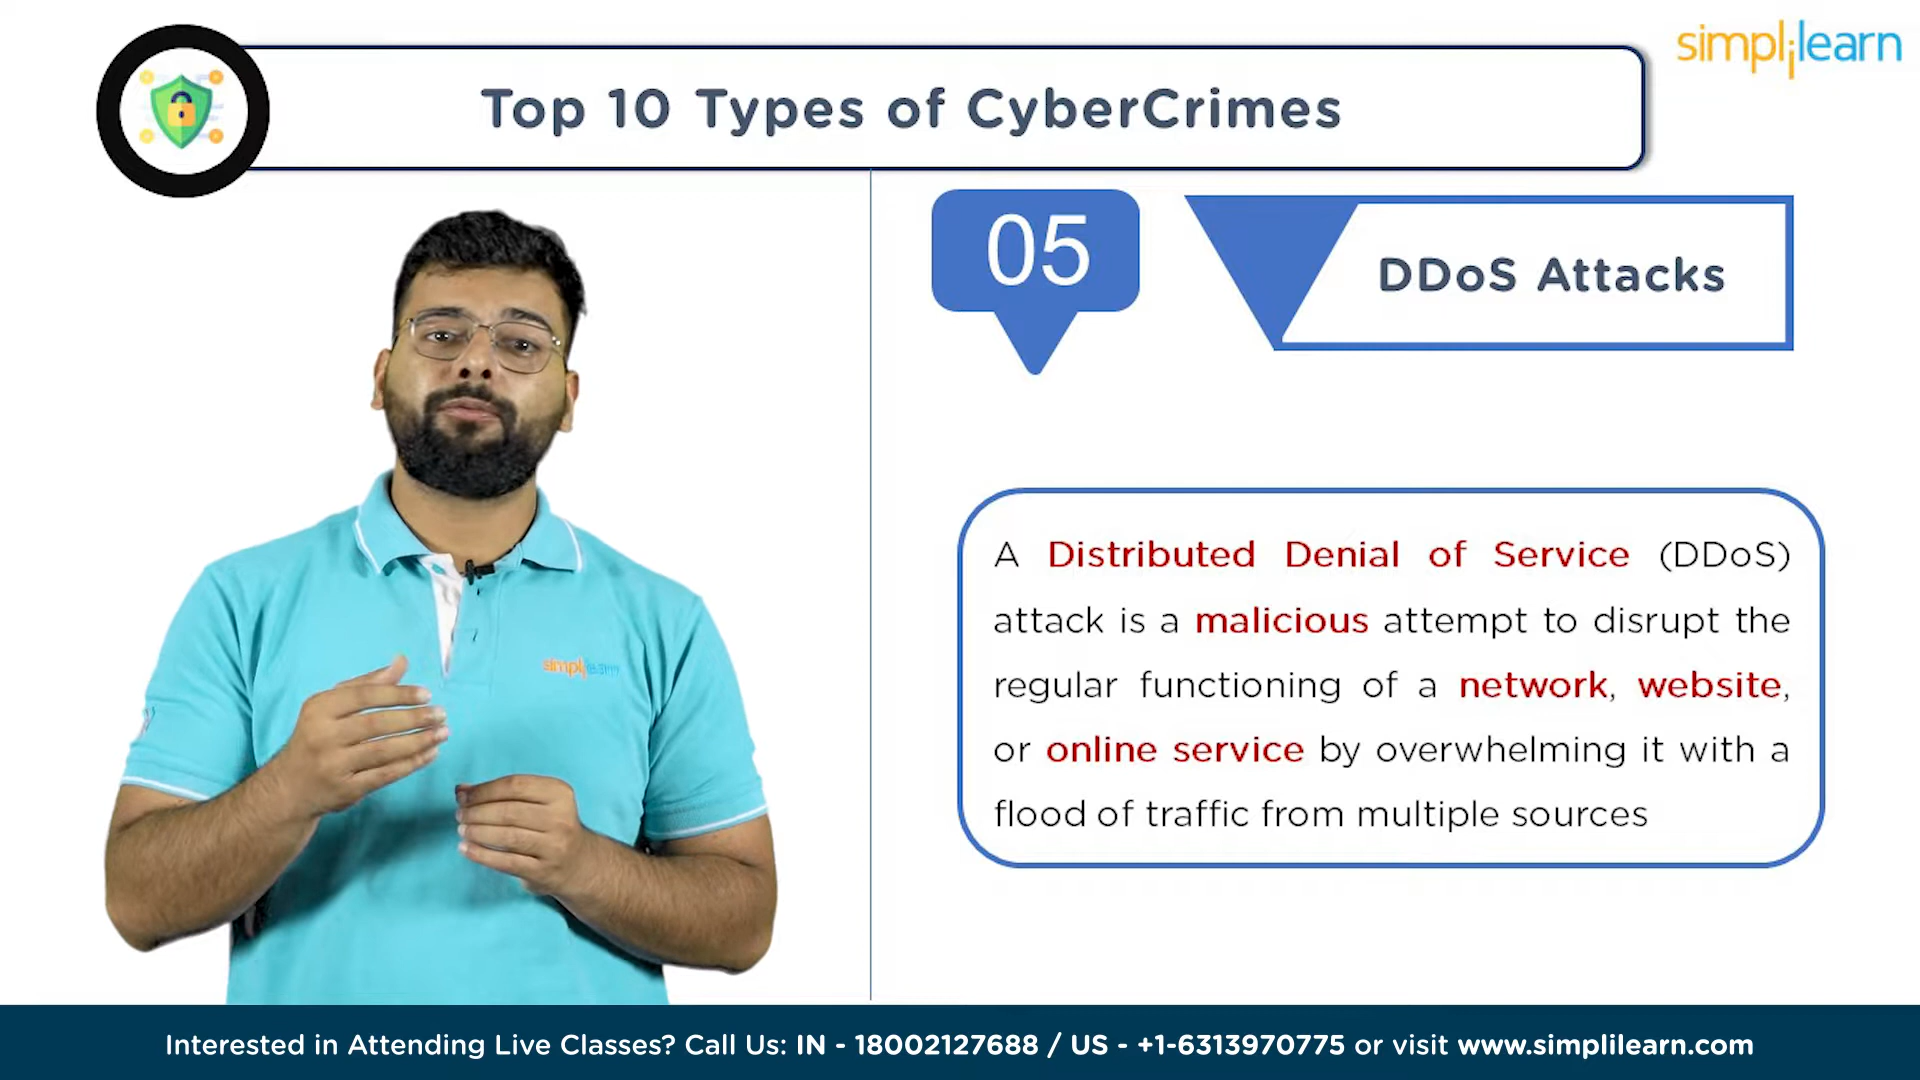 simplilearn
Top 10 Types of CyberCrimes
05
DDoS Attacks
A Distributed Denial of Service (DDoS)
attack is a malicious attempt to disrupt the
regular functioning of a network, website,
or online service by overwhelming it with a
flood of traffic from multiple sources
simplilearn
Interested in Attending Live Classes? Call Us: IN - 18002127688 / US - +1-6313970775 or visit www.simplilearn.com